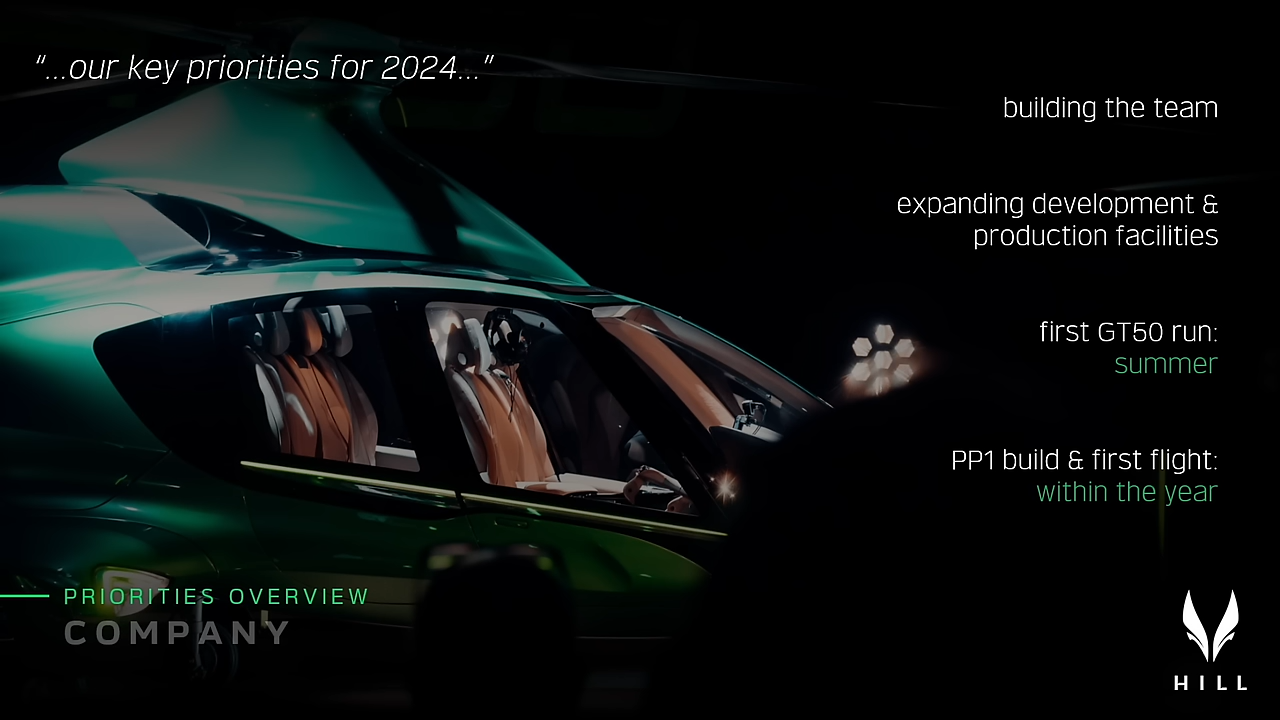 “...our key priorities for 2024...”
building the team
expanding development &
production facilities
first GT50 run:
summer
PP1 build & first flight:
within the year
PRIORITIES OVERVIEW
COMPANY
HILL